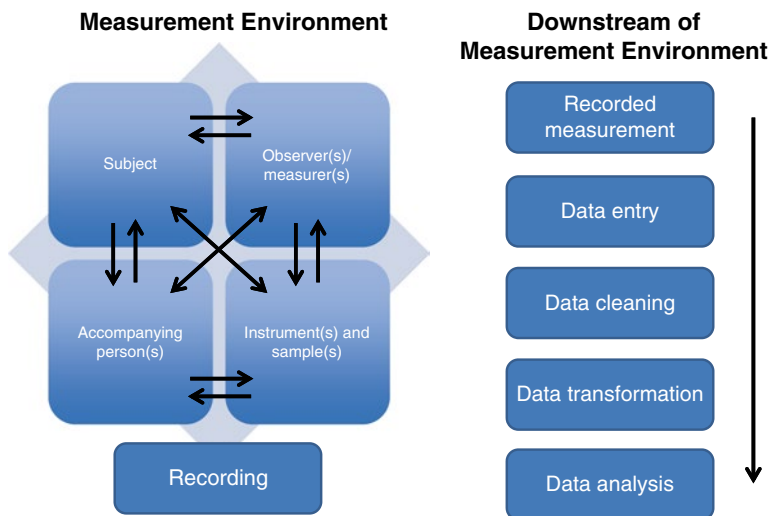 Measurement Environment
Subject
Observer(s)/
measurer(s)
Accompanying
person(s)
Instrument(s) and
sample(s)
Recording
Downstream of
Measurement Environment
Recorded
measurement
Data entry
Data cleaning
Data transformation
Data analysis